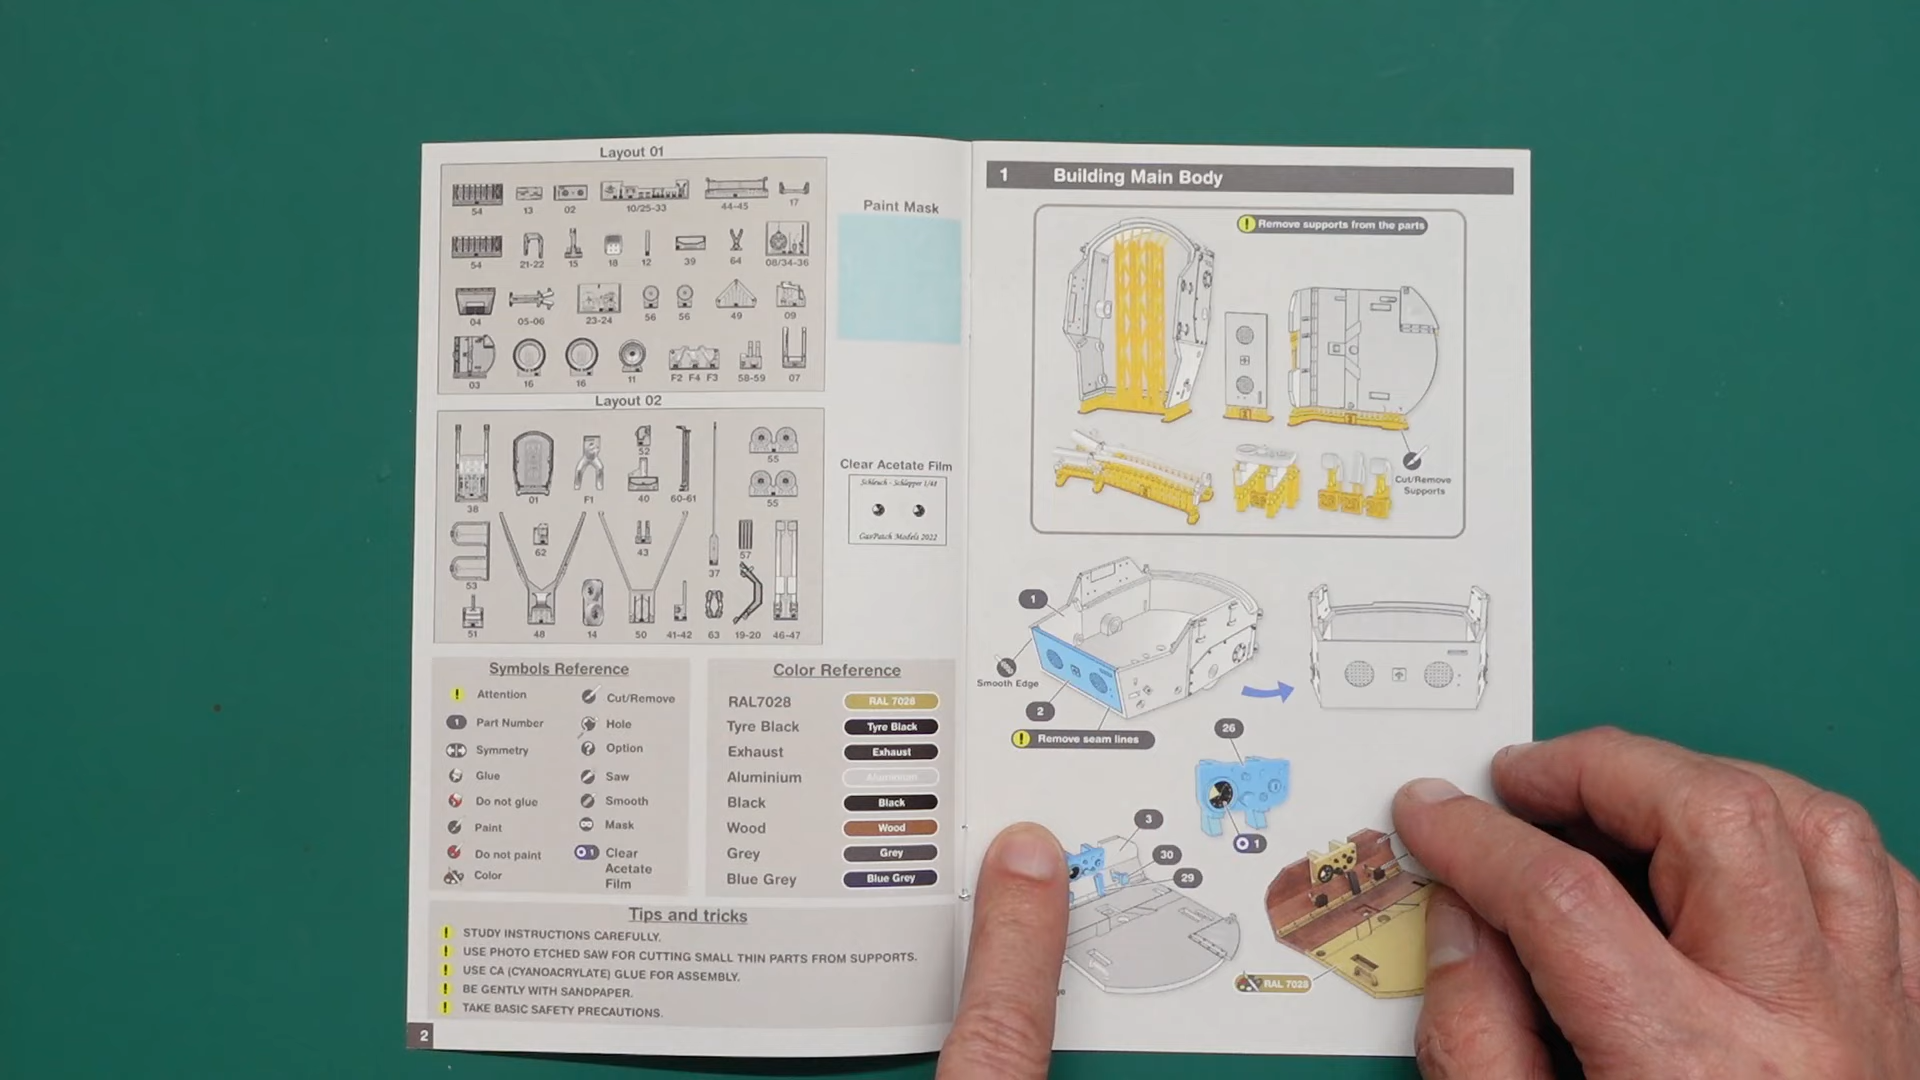 Layout 01
54
13
02
10/25-33
44-45
17
54
21-22
15
18
12
39
64
08/34-36
04
05-06
23-24
56
56
49
09
03
16
16
11
F2 F4 F3
58-59
07
Layout 02
38
01
F1
52
40
60-61
55
55
53
62
43
37
57
51
48
14
50
41-42
63
19-20
46-47
Paint Mask
Clear Acetate Film
Schleuch - Schlepper 1/48
GasPatch Models 2022
Symbols Reference
Attention
1 Part Number
Symmetry
Glue
Do not glue
Paint
Do not paint
Color
Cut/Remove
Hole
? Option
Saw
Smooth
Mask
1 Clear
Acetate
Film
Color Reference
RAL7028 RAL 7028
Tyre Black Tyre Black
Exhaust Exhaust
Aluminium Aluminium
Black Black
Wood Wood
Grey Grey
Blue Grey Blue Grey
Tips and tricks
! STUDY INSTRUCTIONS CAREFULLY.
! USE PHOTO ETCHED SAW FOR CUTTING SMALL THIN PARTS FROM SUPPORTS.
! USE CA (CYANOACRYLATE) GLUE FOR ASSEMBLY.
! BE GENTLY WITH SANDPAPER.
! TAKE BASIC SAFETY PRECAUTIONS.
2
1 Building Main Body
! Remove supports from the parts
Cut/Remove
Supports
1
Smooth Edge
2
! Remove seam lines
26
1
3
30
29
RAL 7028